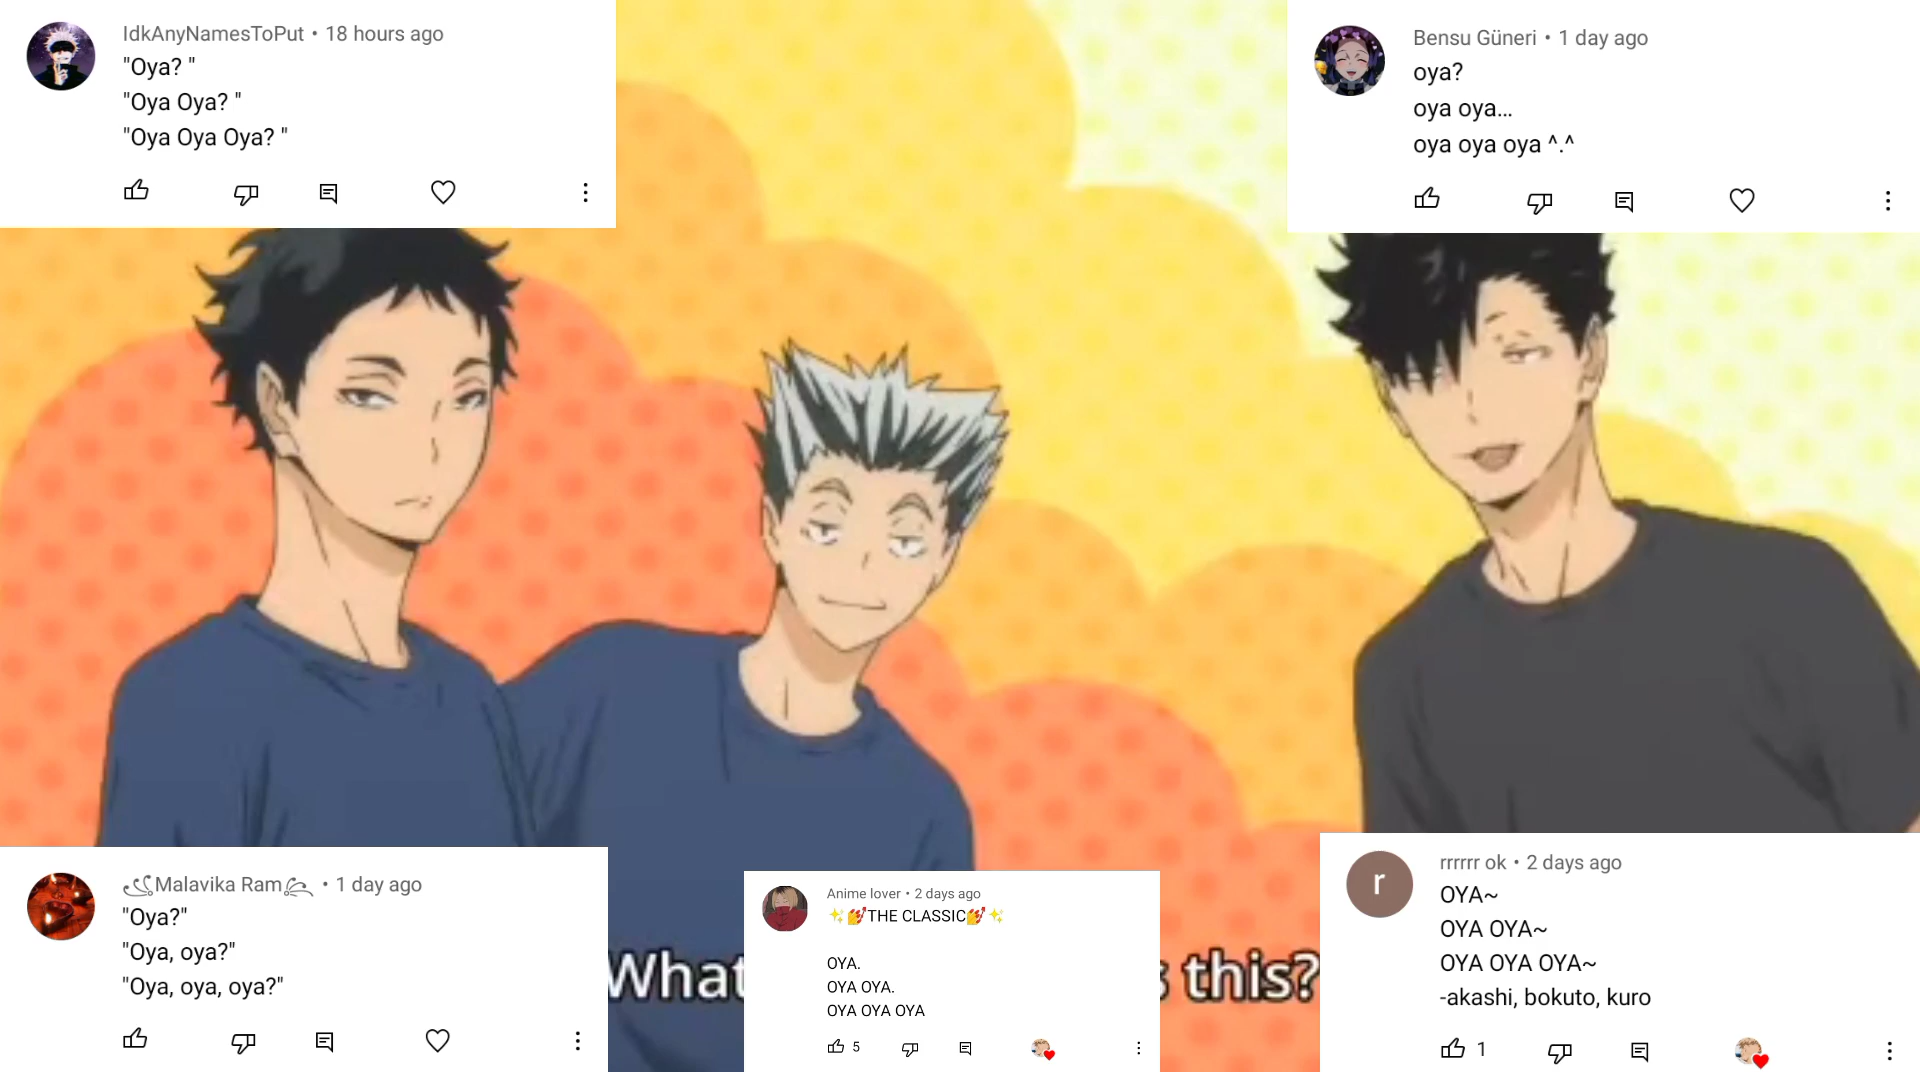 IdkAnyNamesToPut • 18 hours ago
"Oya? "
"Oya Oya? "
"Oya Oya Oya? "
Bensu Güneri • 1 day ago
oya?
oya oya...
oya oya oya ^.^
Malavika Ram • 1 day ago
"Oya?"
"Oya, oya?"
"Oya, oya, oya?"
What
Anime lover • 2 days ago
✨💅THE CLASSIC💅✨
OYA.
OYA OYA.
OYA OYA OYA
5
this?
r
rrrrrr ok • 2 days ago
OYA~
OYA OYA~
OYA OYA OYA~
-akashi, bokuto, kuro
1